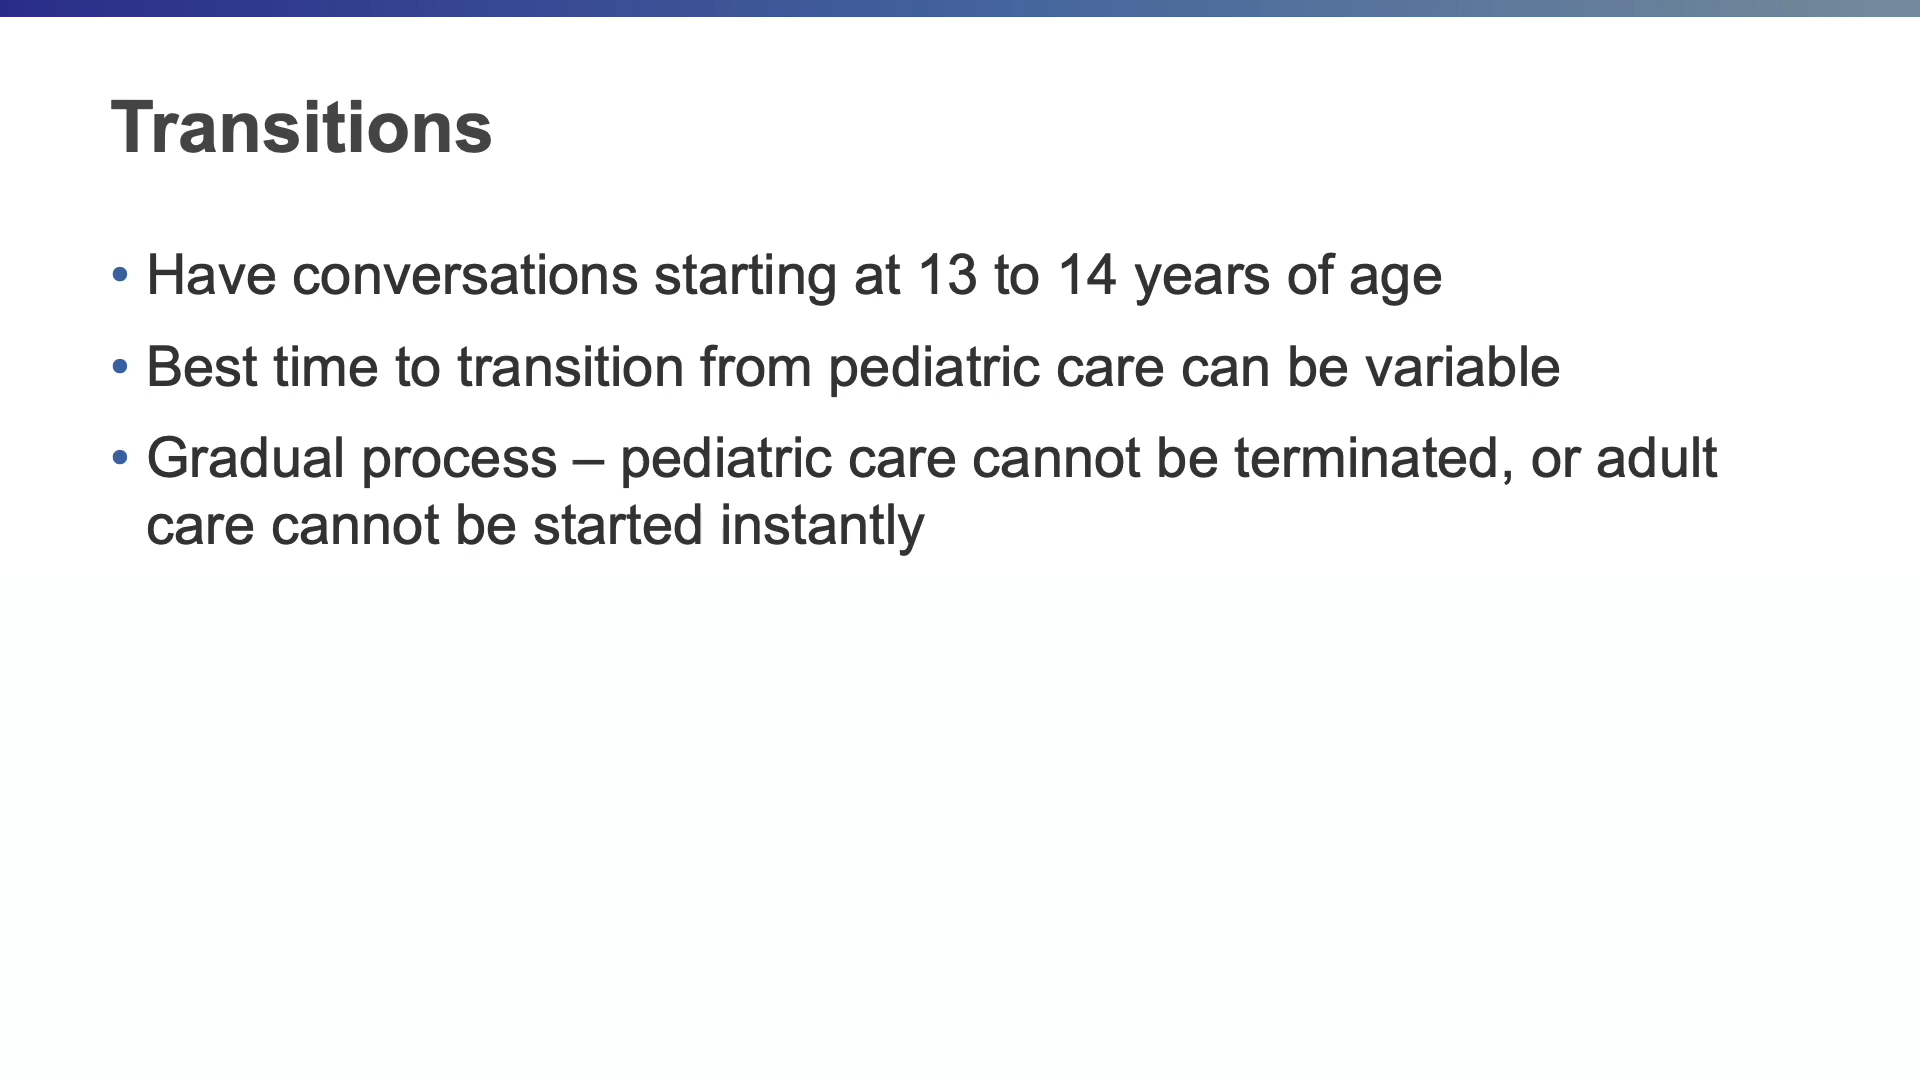 Transitions
• Have conversations starting at 13 to 14 years of age
• Best time to transition from pediatric care can be variable
• Gradual process – pediatric care cannot be terminated, or adult
care cannot be started instantly